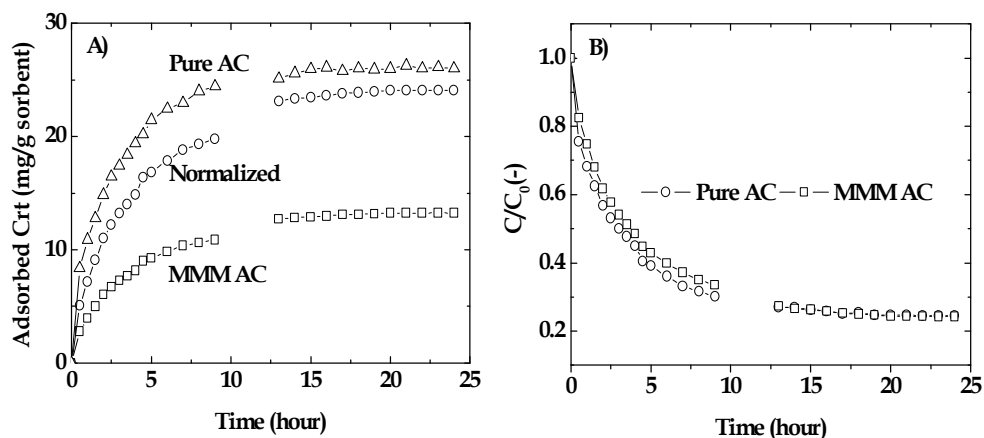 A)
Adsorbed Crt (mg/g sorbent)
30
20
10
0
Pure AC
Normalized
MMM AC
0 5 10 15 20 25
Time (hour)
B)
C/C₀(-)
1.0
0.8
0.6
0.4
0.2
Pure AC MMM AC
0 5 10 15 20 25
Time (hour)